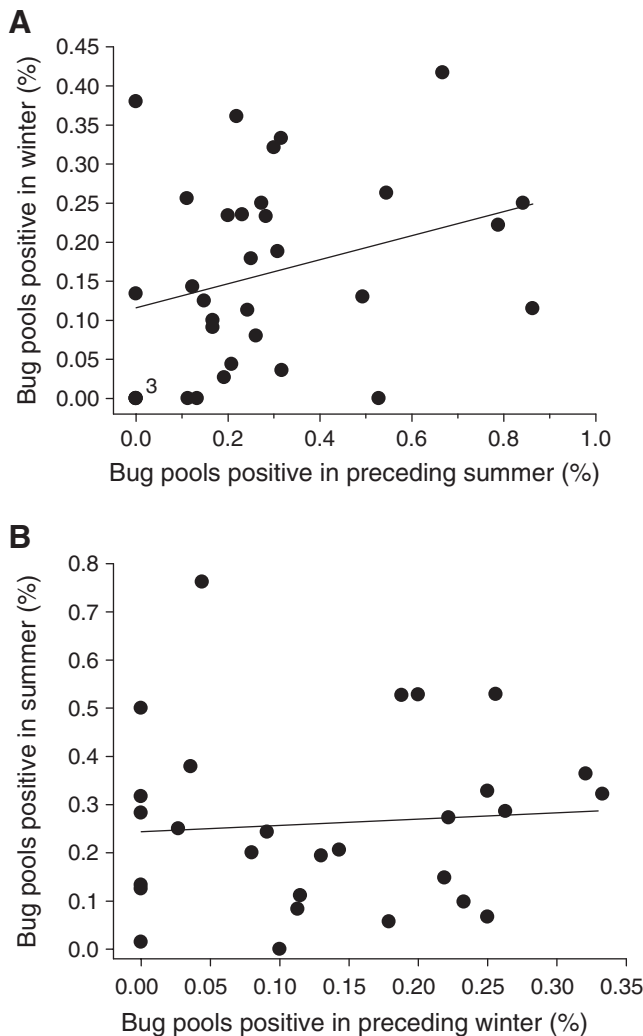 A
Bug pools positive in winter (%)
0.45
0.40
0.35
0.30
0.25
0.20
0.15
0.10
0.05
0.00
3
0.0 0.2 0.4 0.6 0.8 1.0
Bug pools positive in preceding summer (%)
B
Bug pools positive in summer (%)
0.8
0.7
0.6
0.5
0.4
0.3
0.2
0.1
0.0
0.00 0.05 0.10 0.15 0.20 0.25 0.30 0.35
Bug pools positive in preceding winter (%)